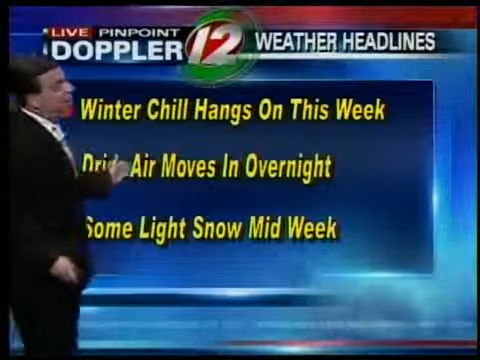 LIVE PINPOINT
DOPPLER 12 WEATHER HEADLINES
Winter Chill Hangs On This Week
Air Moves In Overnight
Some Light Snow Mid Week